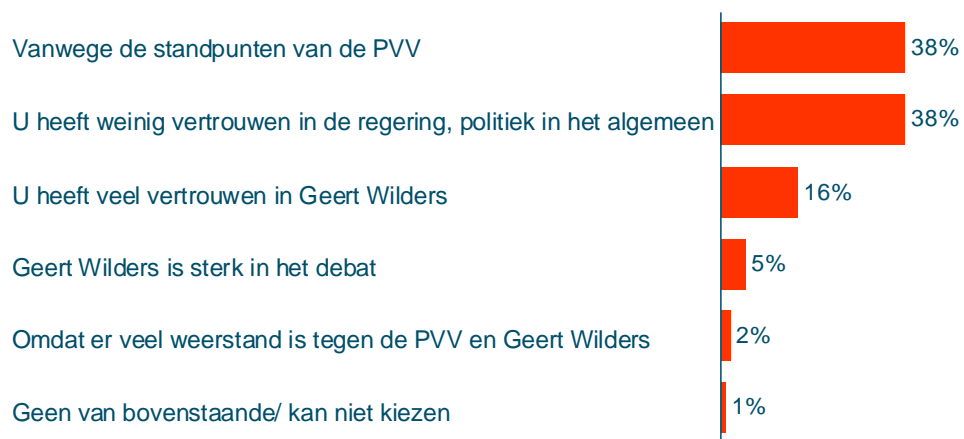 Vanwege de standpunten van de PVV 38%
U heeft weinig vertrouwen in de regering, politiek in het algemeen 38%
U heeft veel vertrouwen in Geert Wilders 16%
Geert Wilders is sterk in het debat 5%
Omdat er veel weerstand is tegen de PVV en Geert Wilders 2%
Geen van bovenstaande/ kan niet kiezen 1%